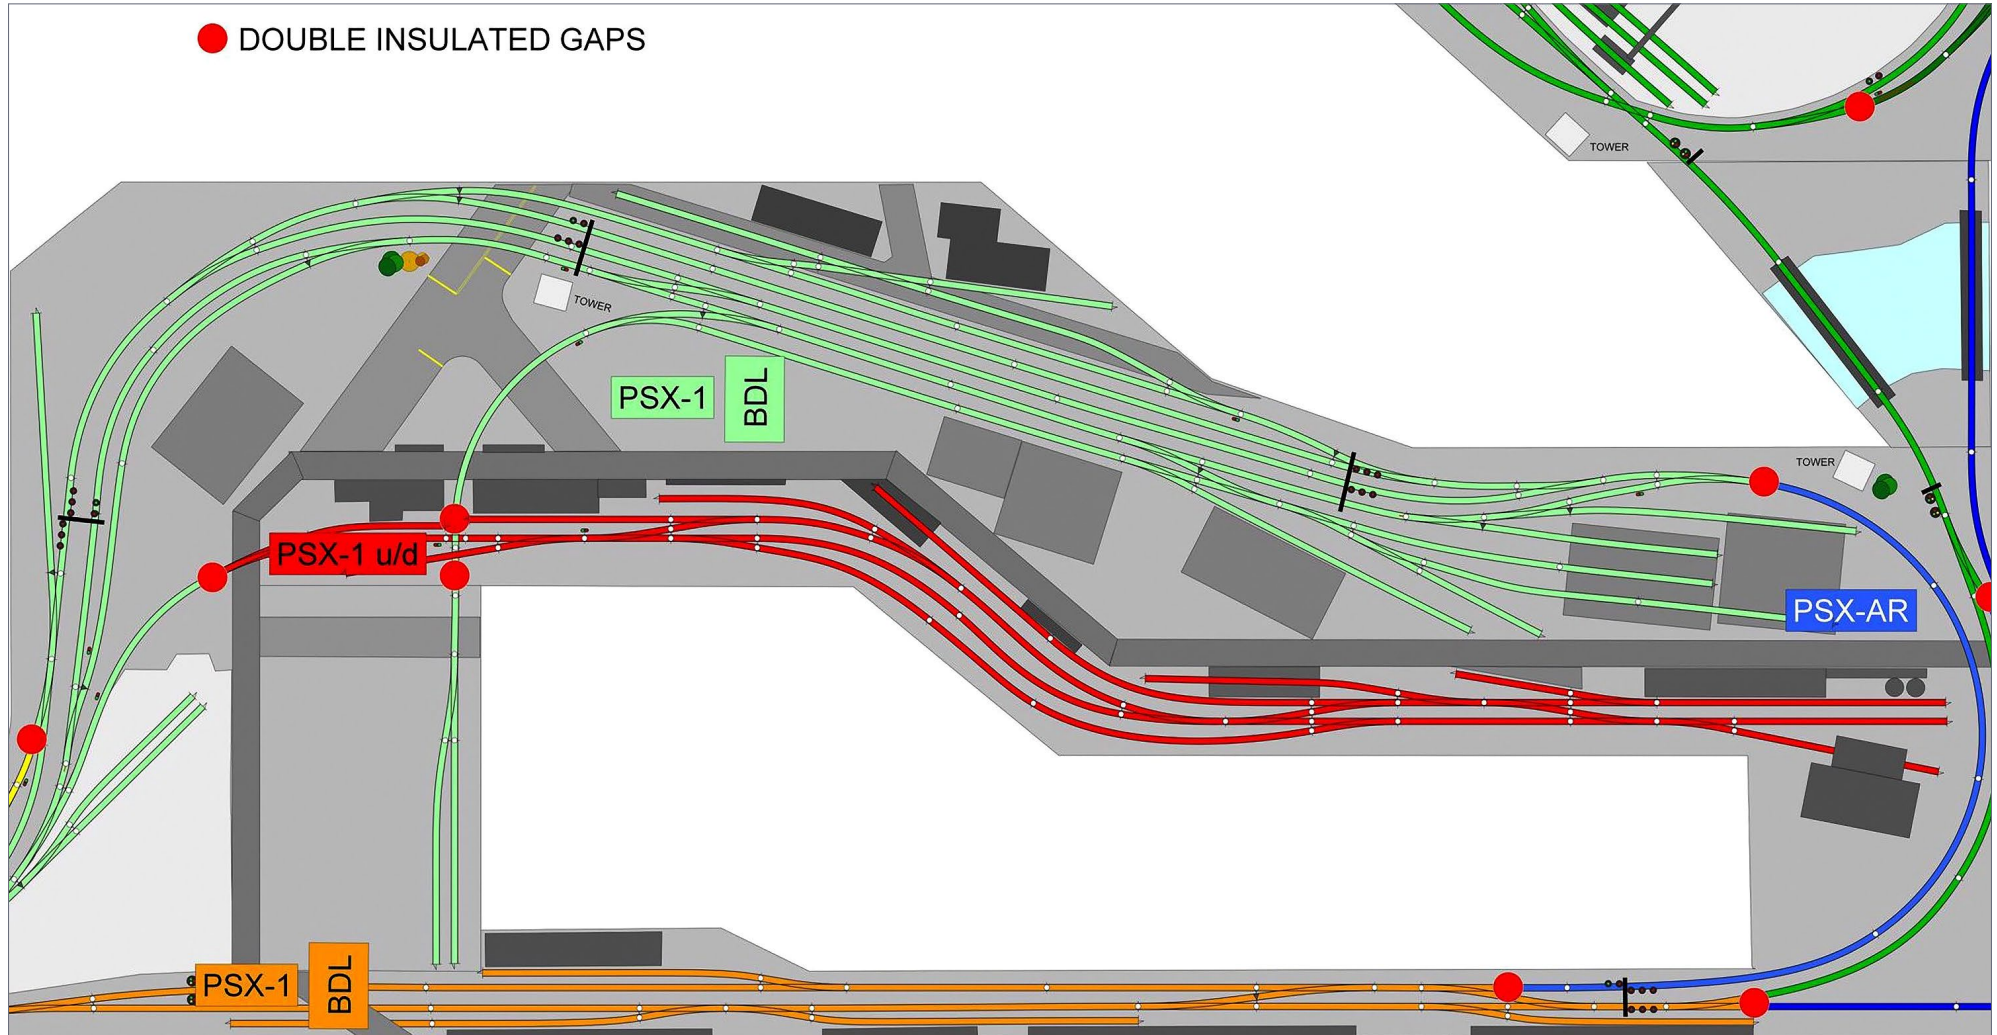 DOUBLE INSULATED GAPS
TOWER
TOWER
PSX-1
BDL
TOWER
PSX-1 u/d
PSX-AR
PSX-1
BDL